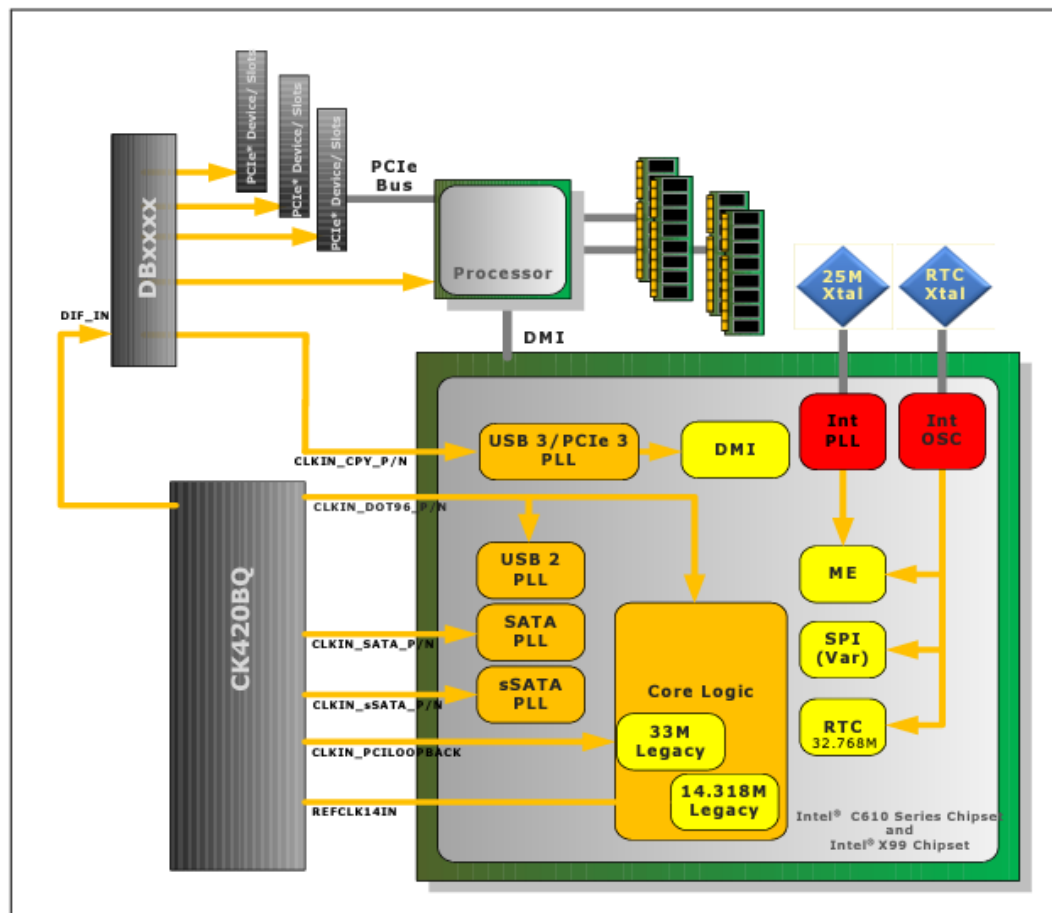 PCIe* Device/ Slots
PCIe* Device/ Slots
PCIe* Device/ Slots
DBxxxx
PCIe
Bus
Processor
25M
Xtal
RTC
Xtal
DIF_IN
DMI
Int
PLL
Int
OSC
USB 3/PCIe 3
PLL
DMI
CLKIN_CPY_P/N
CK420BQ
CLKIN_DOT96_P/N
USB 2
PLL
ME
SATA
PLL
CLKIN_SATA_P/N
SPI
(Var)
sSATA
PLL
CLKIN_sSATA_P/N
Core Logic
33M
Legacy
RTC
32.768M
CLKIN_PCILOOPBACK
14.318M
Legacy
REFCLK14IN
Intel® C610 Series Chipset
and
Intel® X99 Chipset